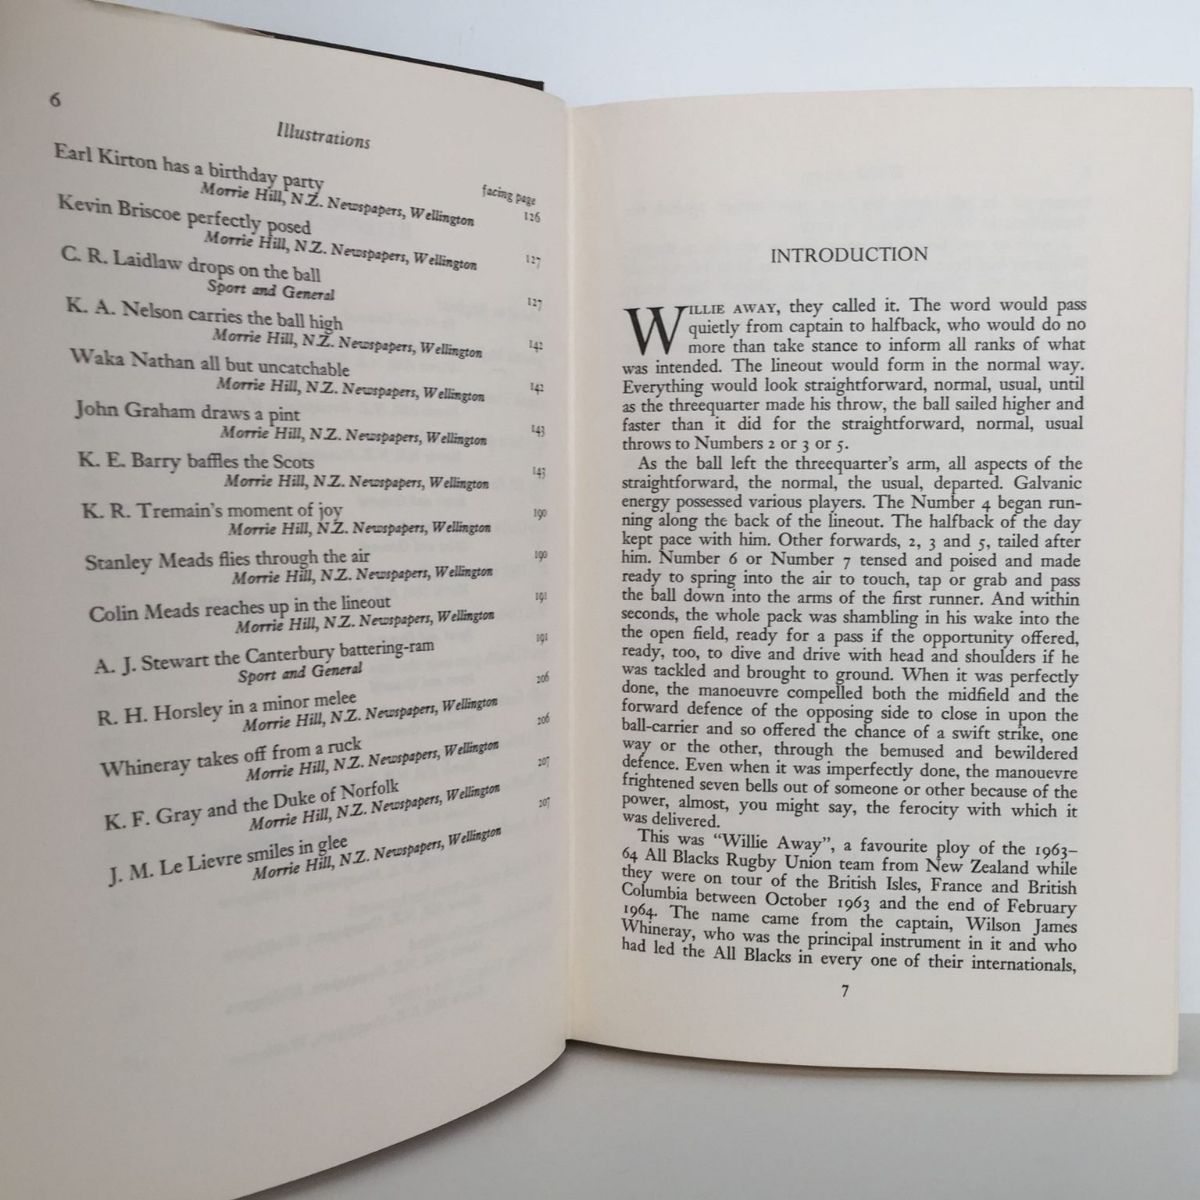 6
Illustrations
facing page
Earl Kirton has a birthday party
Morrie Hill, N.Z. Newspapers, Wellington 126
Kevin Briscoe perfectly posed
Morrie Hill, N.Z. Newspapers, Wellington 127
C. R. Laidlaw drops on the ball
Sport and General 127
K. A. Nelson carries the ball high
Morrie Hill, N.Z. Newspapers, Wellington 142
Waka Nathan all but uncatchable
Morrie Hill, N.Z. Newspapers, Wellington 142
John Graham draws a pint
Morrie Hill, N.Z. Newspapers, Wellington 143
K. E. Barry baffles the Scots
Morrie Hill, N.Z. Newspapers, Wellington 143
K. R. Tremain's moment of joy
Morrie Hill, N.Z. Newspapers, Wellington 190
Stanley Meads flies through the air
Morrie Hill, N.Z. Newspapers, Wellington 190
Colin Meads reaches up in the lineout
Morrie Hill, N.Z. Newspapers, Wellington 191
A. J. Stewart the Canterbury battering-ram
Sport and General 191
R. H. Horsley in a minor melee
Morrie Hill, N.Z. Newspapers, Wellington 206
Whineray takes off from a ruck
Morrie Hill, N.Z. Newspapers, Wellington 206
K. F. Gray and the Duke of Norfolk
Morrie Hill, N.Z. Newspapers, Wellington 207
J. M. Le Lievre smiles in glee
Morrie Hill, N.Z. Newspapers, Wellington 207
INTRODUCTION
WILLIE AWAY, they called it. The word would pass
quietly from captain to halfback, who would do no
more than take stance to inform all ranks of what
was intended. The lineout would form in the normal way.
Everything would look straightforward, normal, usual, until
as the threequarter made his throw, the ball sailed higher and
faster than it did for the straightforward, normal, usual
throws to Numbers 2 or 3 or 5.
As the ball left the threequarter's arm, all aspects of the
straightforward, the normal, the usual, departed. Galvanic
energy possessed various players. The Number 4 began run-
ning along the back of the lineout. The halfback of the day
kept pace with him. Other forwards, 2, 3 and 5, tailed after
him. Number 6 or Number 7 tensed and poised and made
ready to spring into the air to touch, tap or grab and pass
the ball down into the arms of the first runner. And within
seconds, the whole pack was shambling in his wake into the
the open field, ready for a pass if the opportunity offered,
ready, too, to dive and drive with head and shoulders if he
was tackled and brought to ground. When it was perfectly
done, the manoeuvre compelled both the midfield and the
forward defence of the opposing side to close in upon the
ball-carrier and so offered the chance of a swift strike, one
way or the other, through the bemused and bewildered
defence. Even when it was imperfectly done, the manouevre
frightened seven bells out of someone or other because of the
power, almost, you might say, the ferocity with which it
was delivered.
This was "Willie Away", a favourite ploy of the 1963–
64 All Blacks Rugby Union team from New Zealand while
they were on tour of the British Isles, France and British
Columbia between October 1963 and the end of February
1964. The name came from the captain, Wilson James
Whineray, who was the principal instrument in it and who
had led the All Blacks in every one of their internationals,
7